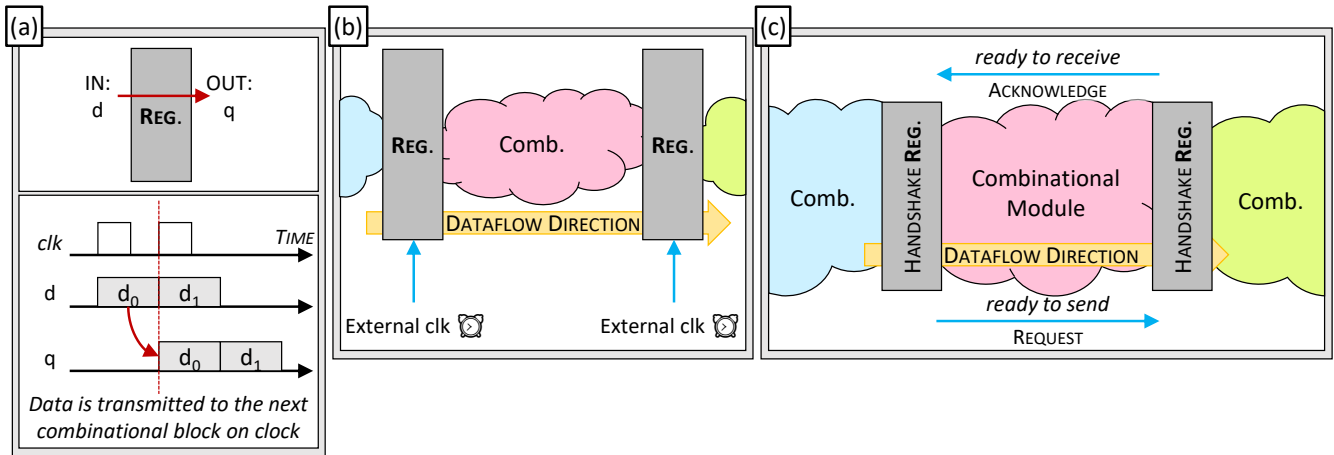 (a)
IN:
d
REG.
OUT:
q
clk
TIME
d
d₀
d₁
q
d₀
d₁
Data is transmitted to the next
combinational block on clock
(b)
REG.
Comb.
REG.
DATAFLOW DIRECTION
External clk
External clk
(c)
ready to receive
ACKNOWLEDGE
Comb.
HANDSHAKE REG.
Combinational
Module
HANDSHAKE REG.
Comb.
DATAFLOW DIRECTION
ready to send
REQUEST